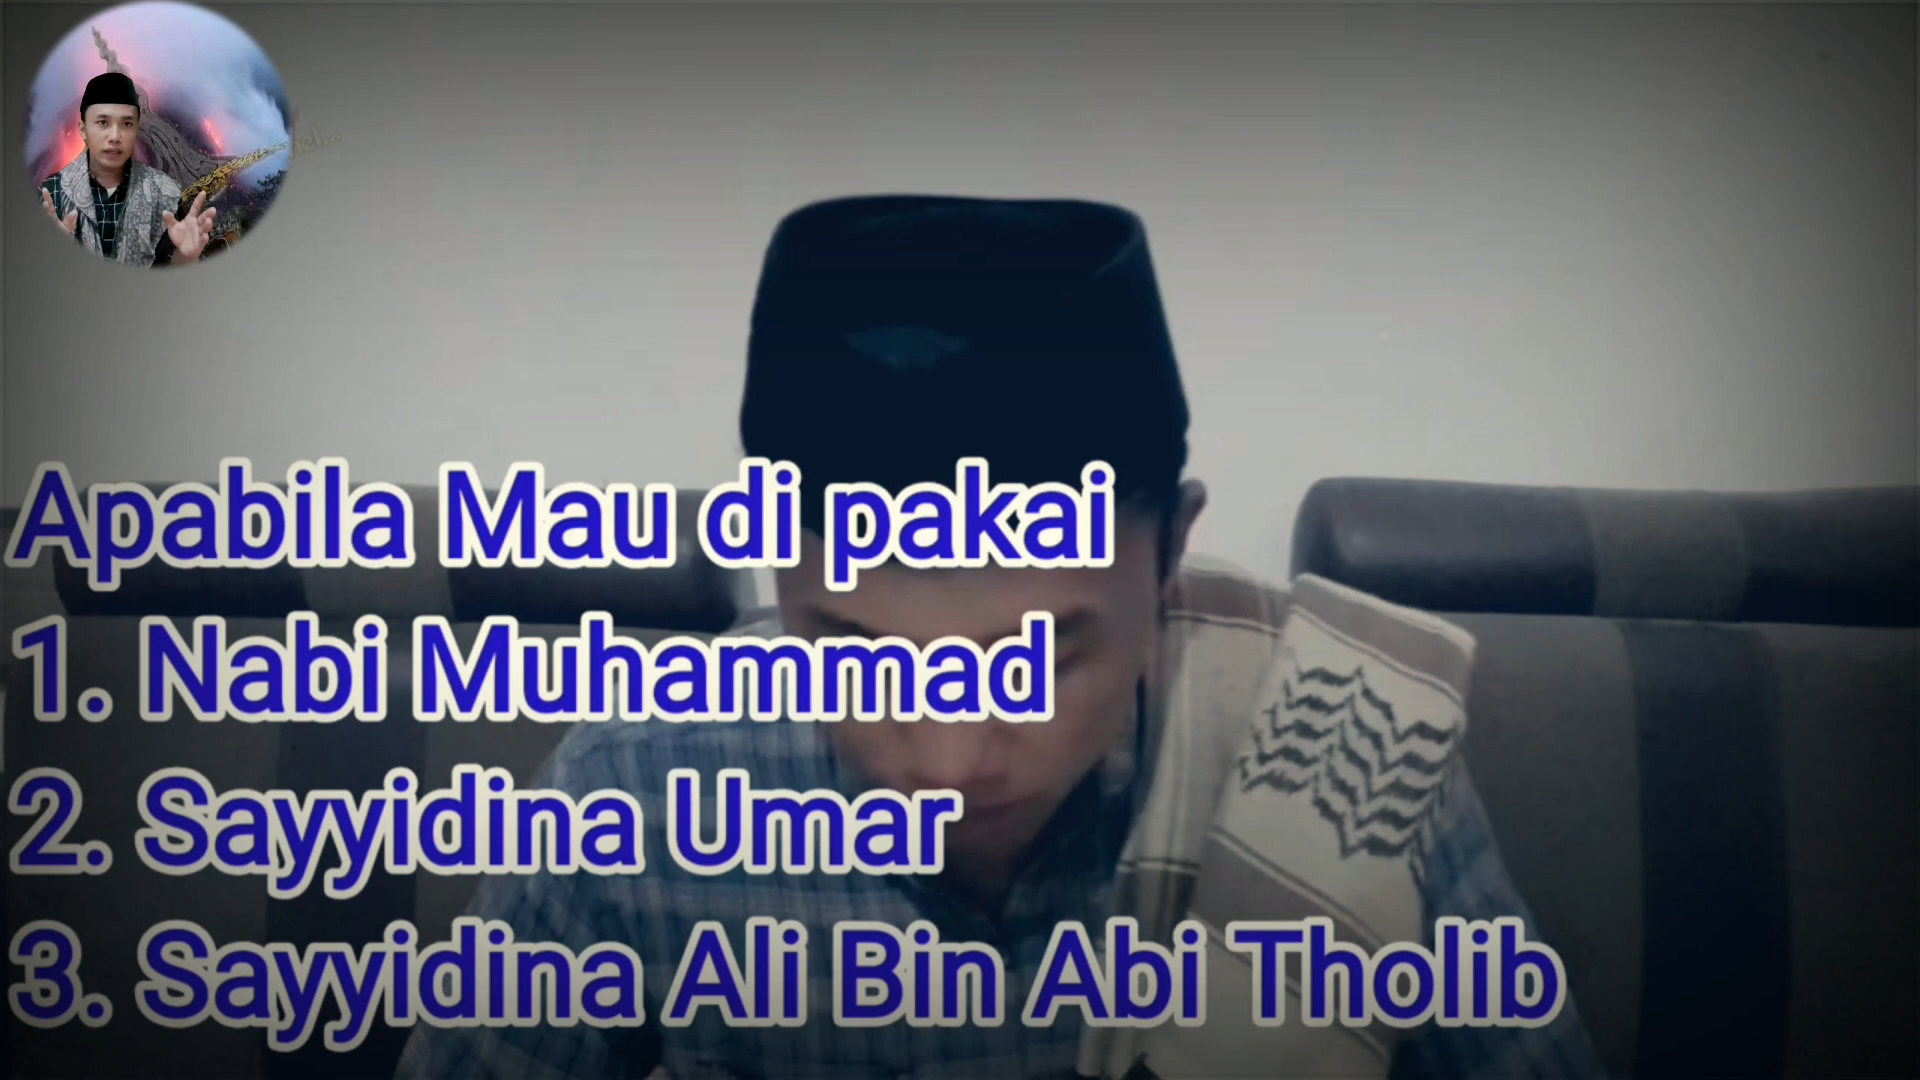 Apabila Mau di pakai
1. Nabi Muhammad
2. Sayyidina Umar
3. Sayyidina Ali Bin Abi Tholib